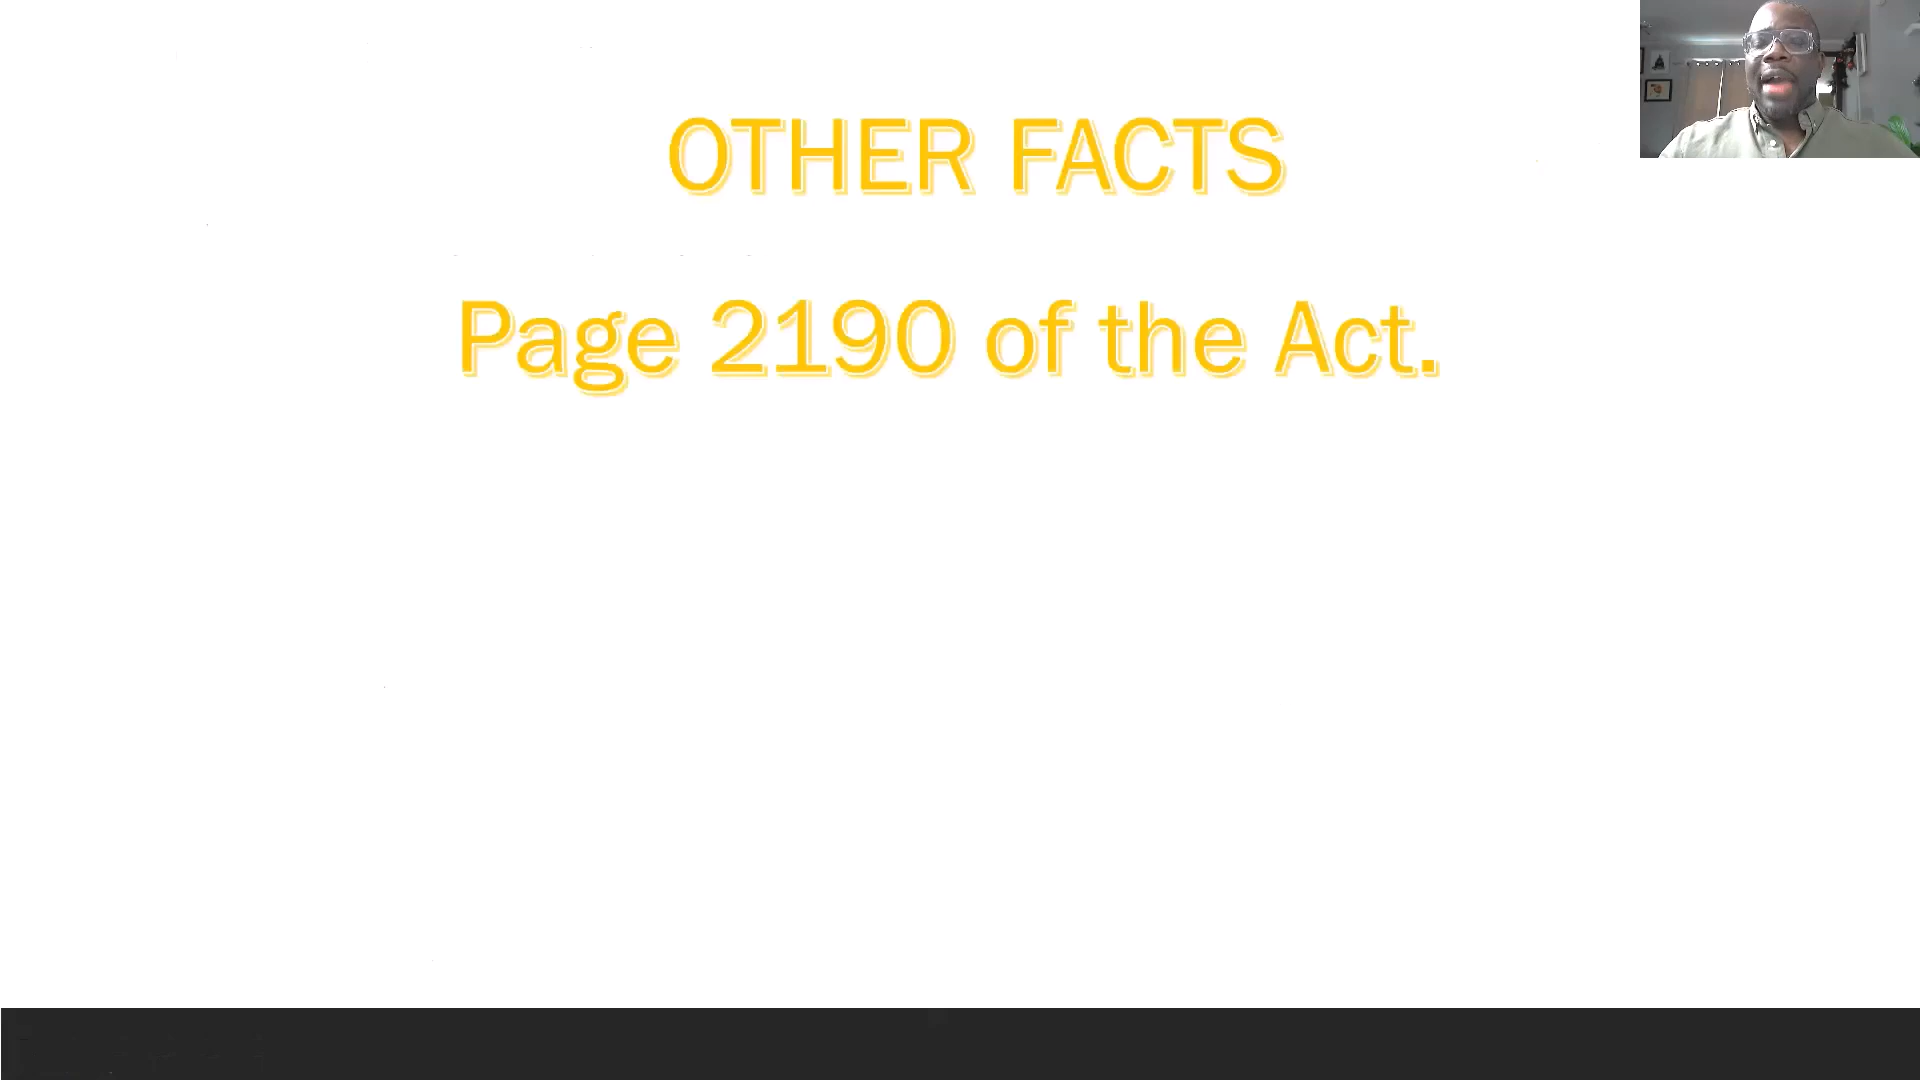 OTHER FACTS
Page 2190 of the Act.